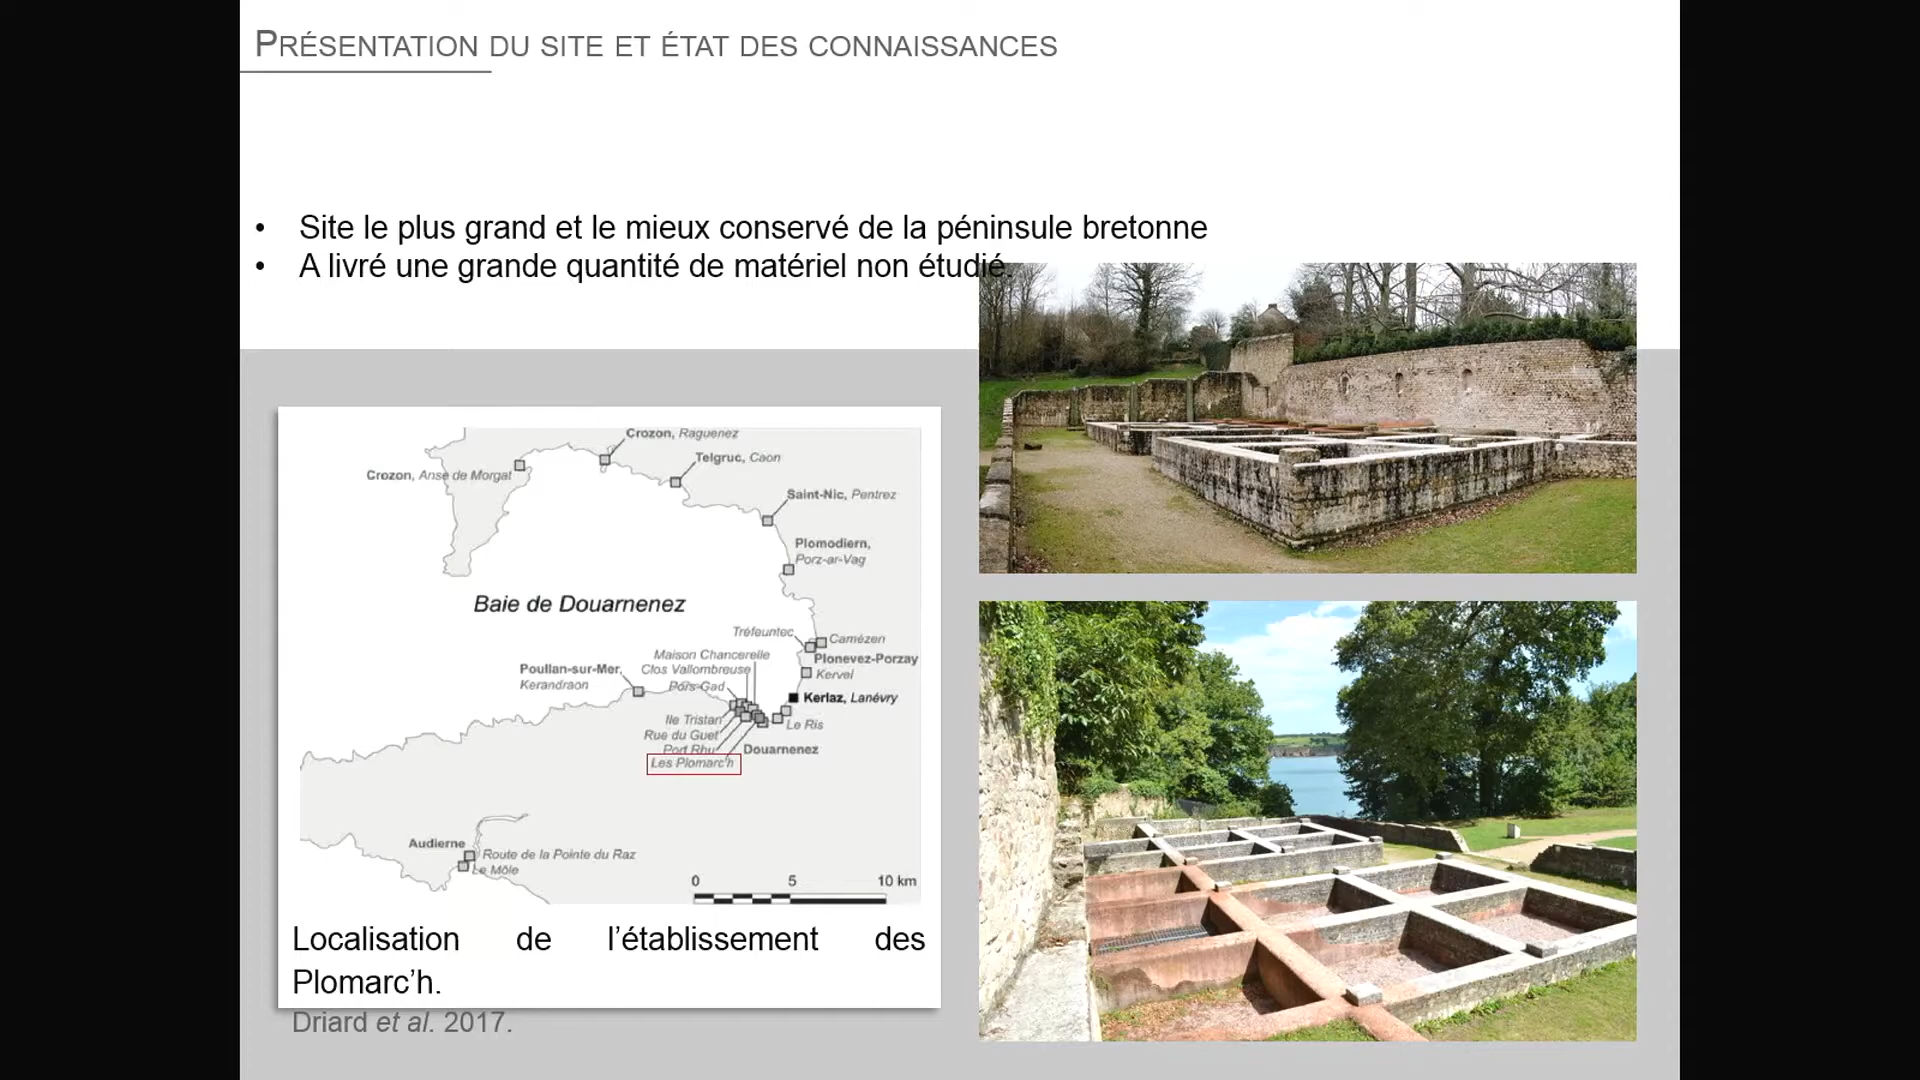 PRÉSENTATION DU SITE ET ÉTAT DES CONNAISSANCES
• Site le plus grand et le mieux conservé de la péninsule bretonne
• A livré une grande quantité de matériel non étudié.
Crozon, Raguenez
Telgruc, Caon
Crozon, Anse de Morgat
Saint-Nic, Pentrez
Plomodiern,
Porz-ar-Vag
Baie de Douarnenez
Tréfeuntec
Camézen
Maison Chancerelle
Plonevez-Porzay
Poullan-sur-Mer,
Clos Vallombreuse
Kervel
Kerandraon
Pors-Gad
Kerlaz, Lanévry
Ile Tristan
Le Ris
Rue du Guet
Port Rhu
Douarnenez
Les Plomarc'h
Audierne
Route de la Pointe du Raz
Le Môle
0 5 10 km
Localisation de l’établissement des
Plomarc’h.
Driard et al. 2017.